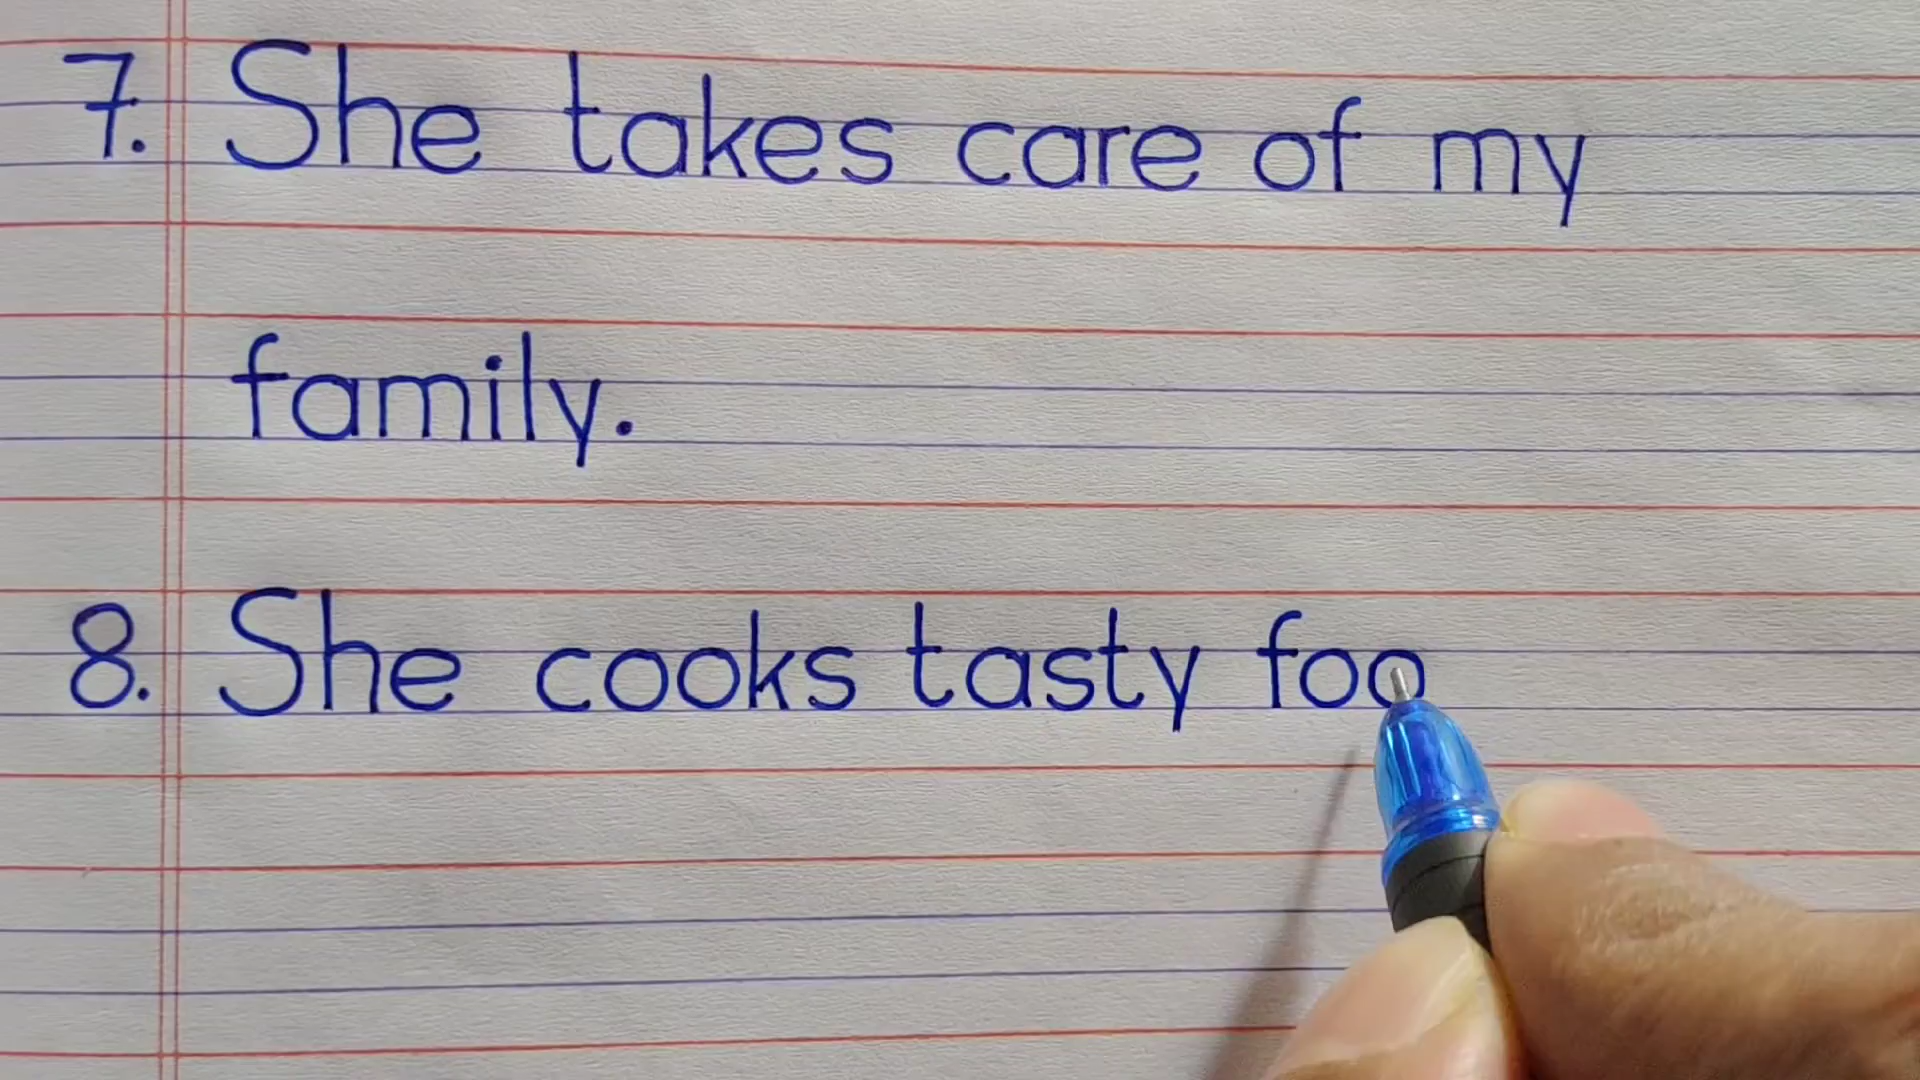 7. She takes care of my
family.
8. She cooks tasty foo